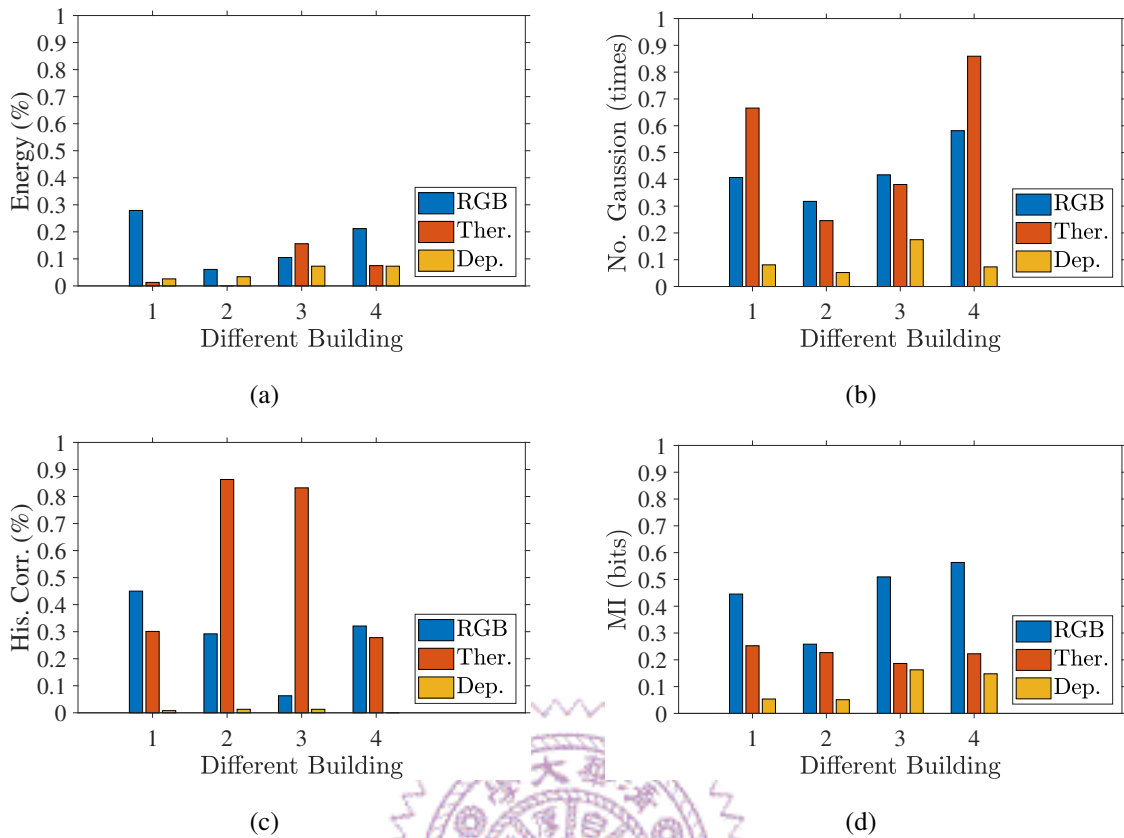 1
0.9
0.8
0.7
0.6
0.5
0.4
0.3
0.2
0.1
0
Energy (%)
RGB
Ther.
Dep.
1 2 3 4
Different Building
(a)
1
0.9
0.8
0.7
0.6
0.5
0.4
0.3
0.2
0.1
0
No. Gaussion (times)
RGB
Ther.
Dep.
1 2 3 4
Different Building
(b)
1
0.9
0.8
0.7
0.6
0.5
0.4
0.3
0.2
0.1
0
His. Corr. (%)
RGB
Ther.
Dep.
1 2 3 4
Different Building
(c)
1
0.9
0.8
0.7
0.6
0.5
0.4
0.3
0.2
0.1
0
MI (bits)
RGB
Ther.
Dep.
1 2 3 4
Different Building
(d)
大